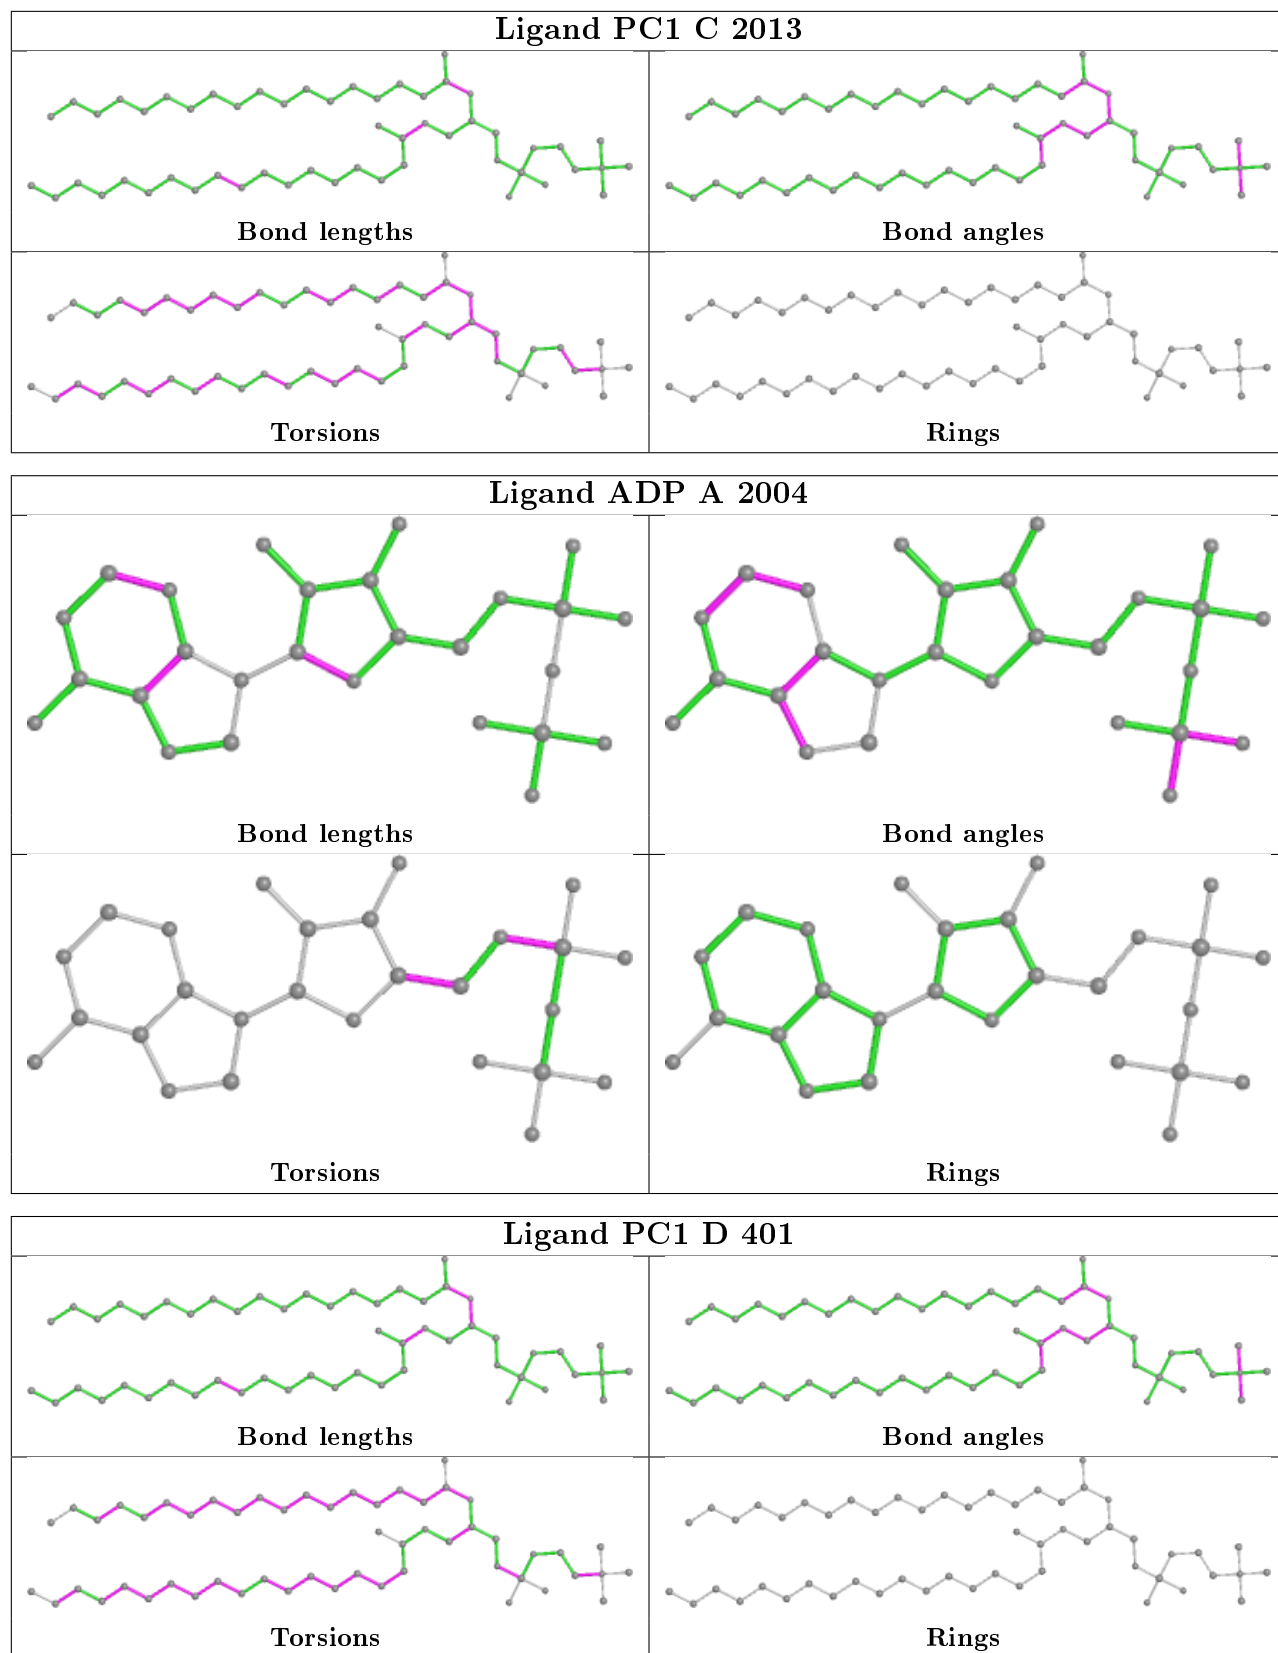 Ligand PC1 C 2013
Bond lengths
Bond angles
Torsions
Rings
Ligand ADP A 2004
Bond lengths
Bond angles
Torsions
Rings
Ligand PC1 D 401
Bond lengths
Bond angles
Torsions
Rings